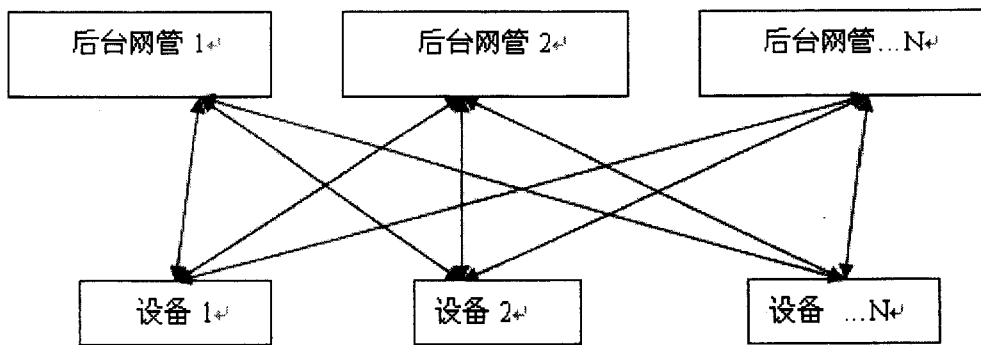 后台网管 1↵
后台网管 2↵
后台网管...N↵
设备 1↵
设备 2↵
设备 ...N↵